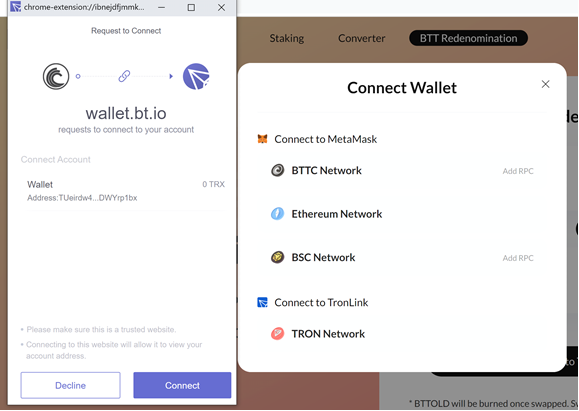 chrome-extension://ibnejdfjmmk...
Request to Connect
wallet.bt.io
requests to connect to your account
Connect Account
Wallet
0 TRX
Address:TUeirdw4...DWYrp1bx
• Please make sure this is a trusted website.
• Connecting to this website will allow it to view your
account address.
Decline
Connect
Staking
Converter
BTT Redenomination
Connect Wallet
Connect to MetaMask
BTTC Network
Add RPC
Ethereum Network
BSC Network
Add RPC
Connect to TronLink
TRON Network
* BTTOLD will be burned once swapped.